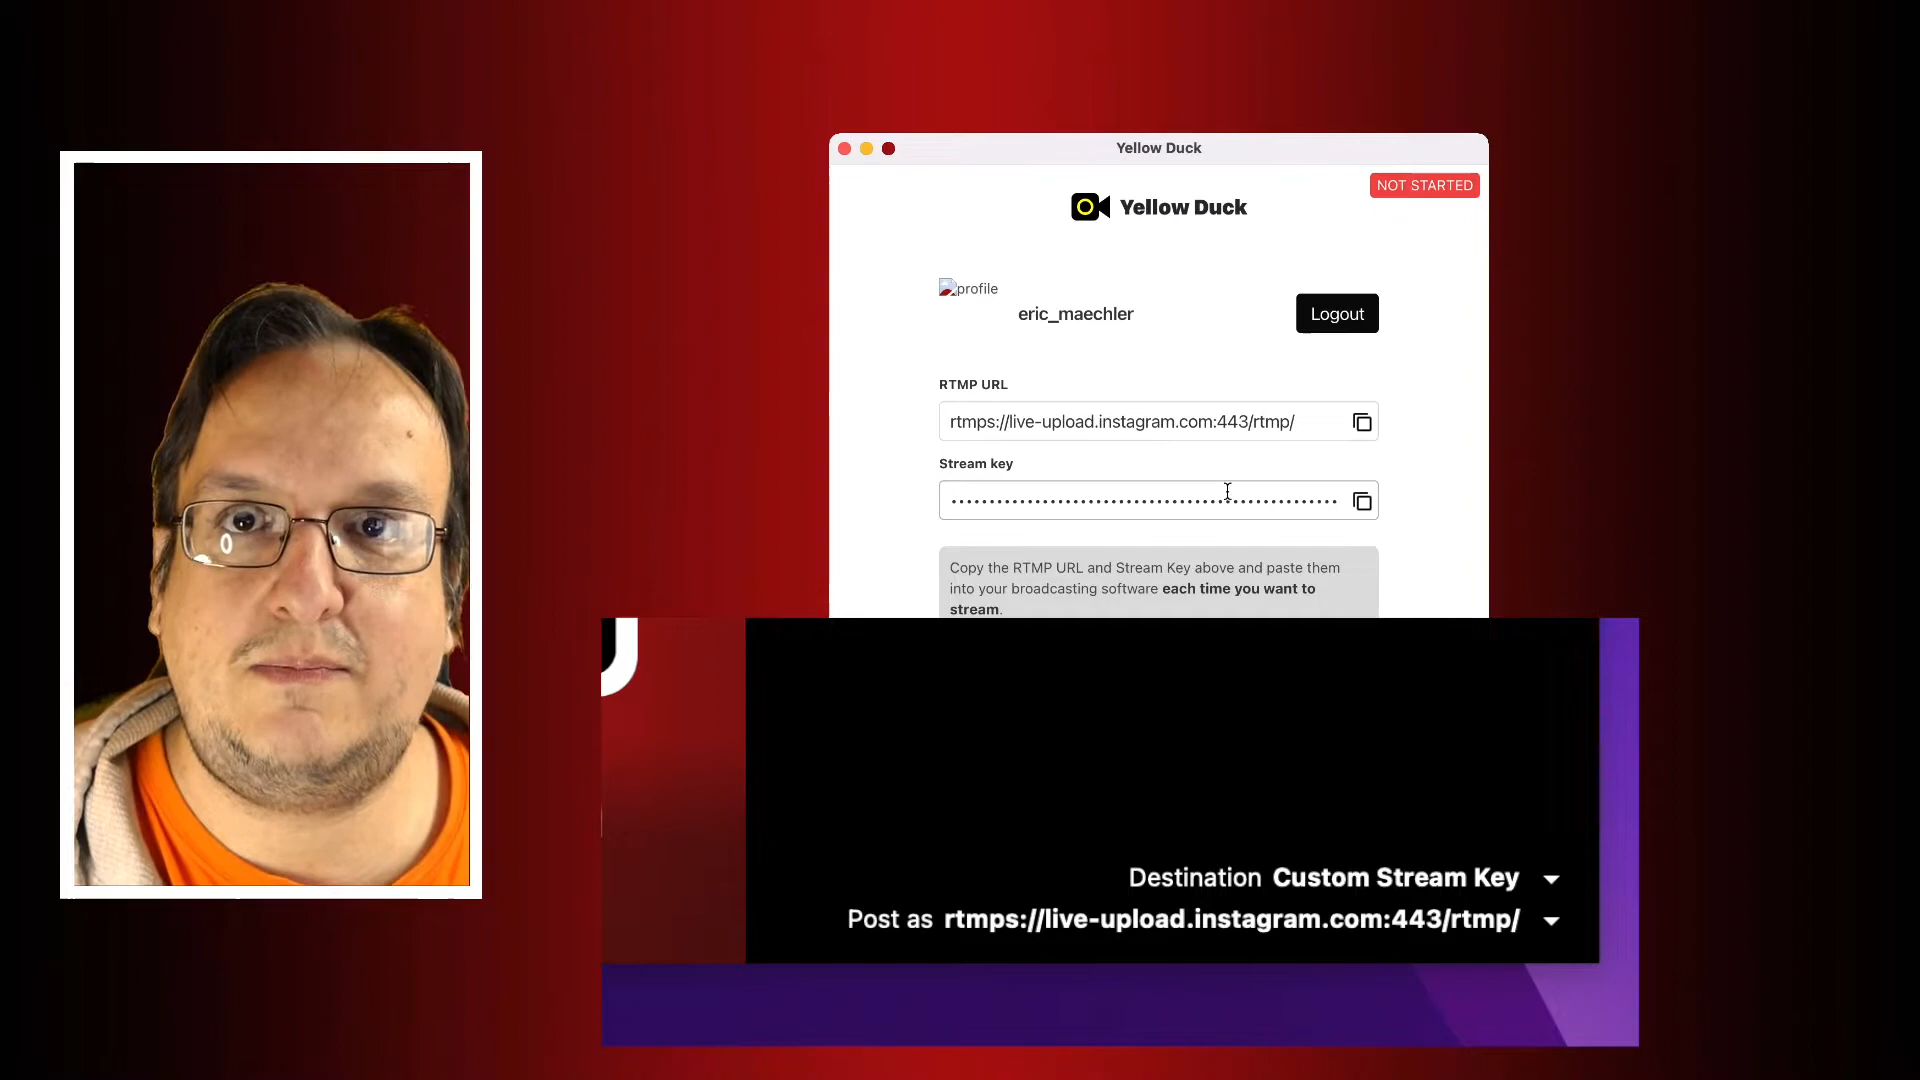 Yellow Duck
NOT STARTED
Yellow Duck
profile
eric_maechler
Logout
RTMP URL
rtmps://live-upload.instagram.com:443/rtmp/
Stream key
Copy the RTMP URL and Stream Key above and paste them
into your broadcasting software each time you want to
stream.
Destination Custom Stream Key
Post as rtmps://live-upload.instagram.com:443/rtmp/